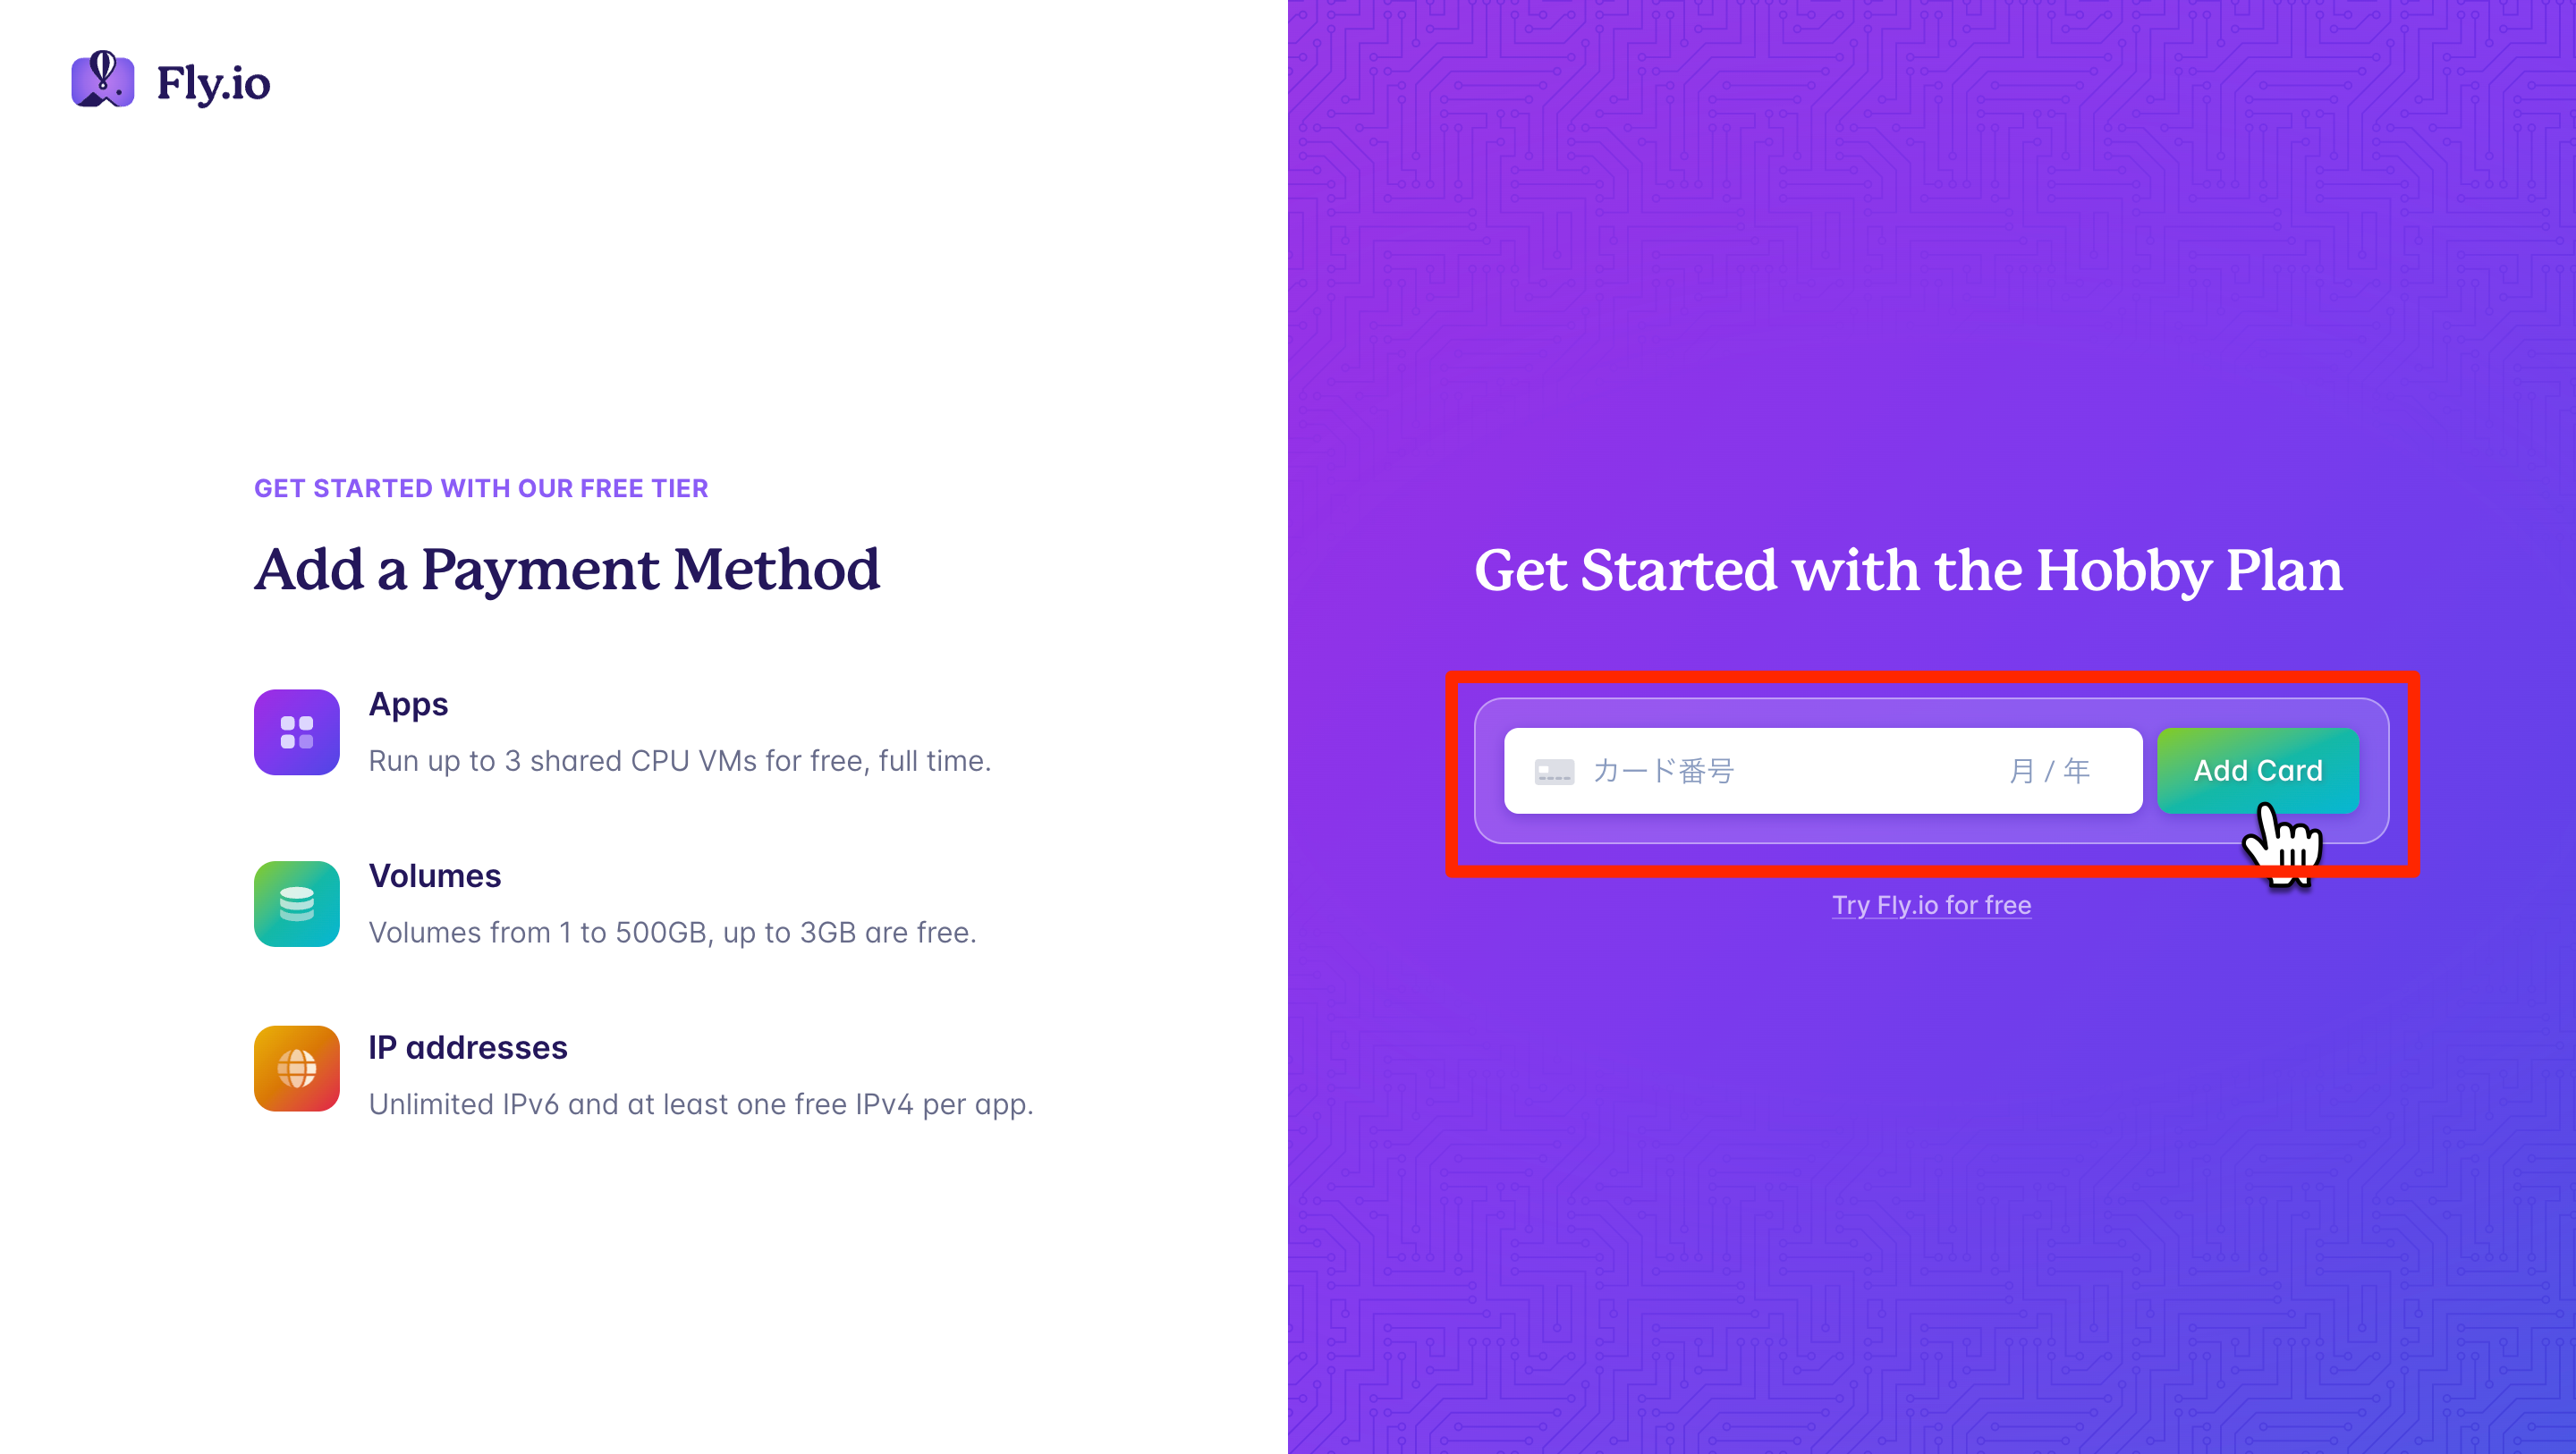 Fly.io
GET STARTED WITH OUR FREE TIER
Add a Payment Method
Apps
Run up to 3 shared CPU VMs for free, full time.
Volumes
Volumes from 1 to 500GB, up to 3GB are free.
IP addresses
Unlimited IPv6 and at least one free IPv4 per app.
Get Started with the Hobby Plan
カード番号 月 / 年 Add Card
Try Fly.io for free